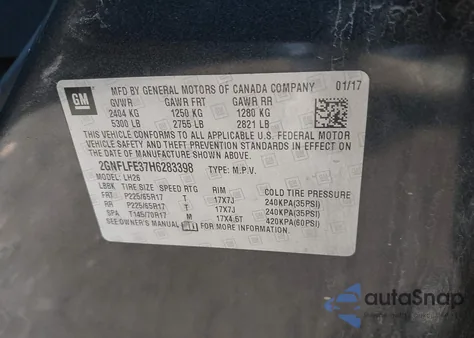 GM
MFD BY GENERAL MOTORS OF CANADA COMPANY 01/17
GVWR GAWR FRT GAWR RR
2404 KG 1250 KG 1280 KG
5300 LB 2755 LB 2821 LB
THIS VEHICLE CONFORMS TO ALL APPLICABLE U.S. FEDERAL MOTOR
VEHICLE SAFETY AND THEFT PREVENTION STANDARDS IN EFFECT ON
THE DATE OF MANUFACTURE SHOWN ABOVE.
2GNFLFE37H6283398 TYPE: M.P.V.
MODEL: LH26
TIRE SIZE SPEED RTG RIM COLD TIRE PRESSURE
FRT P225/65R17 T 17X7J 240KPA(35PSI)
RR P225/65R17 T 17X7J 240KPA(35PSI)
SPA T145/70R17 M 17X4.5T 420KPA(60PSI)
SEE OWNER'S MANUAL FOR ADDITIONAL INFORMATION
autoSnap